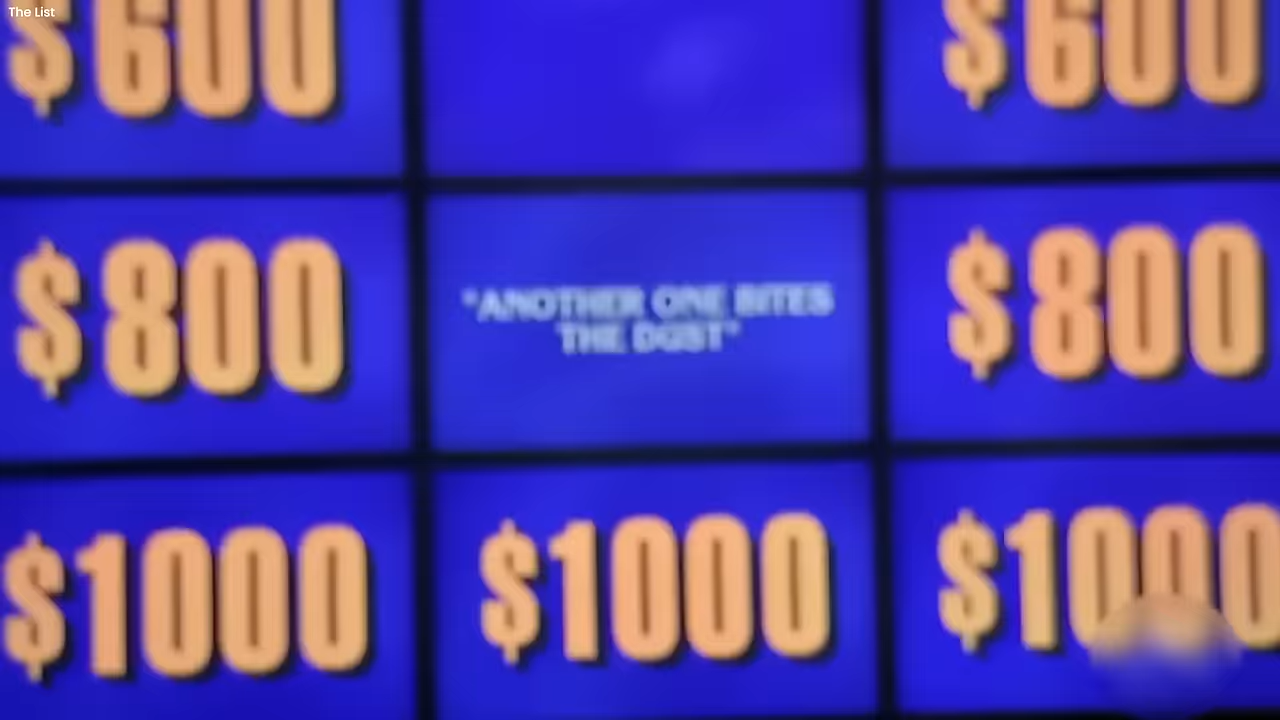 The List
$600 $600
$800 "ANOTHER ONE BITES $800
THE DUST"
$1000 $1000 $1000